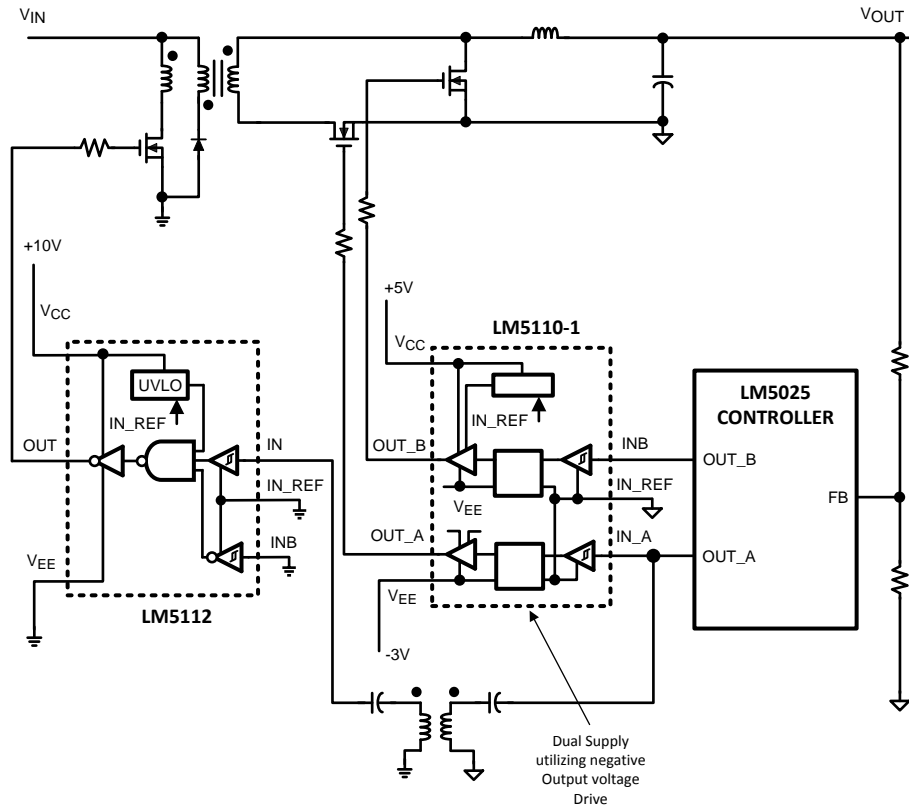 VIN
VOUT
+10V
VCC
UVLO
IN_REF
OUT
IN
IN_REF
INB
VEE
LM5112
+5V
LM5110-1
VCC
IN_REF
OUT_B
INB
IN_REF
VEE
OUT_A
IN_A
VEE
-3V
LM5025
CONTROLLER
OUT_B
FB
OUT_A
Dual Supply
utilizing negative
Output voltage
Drive